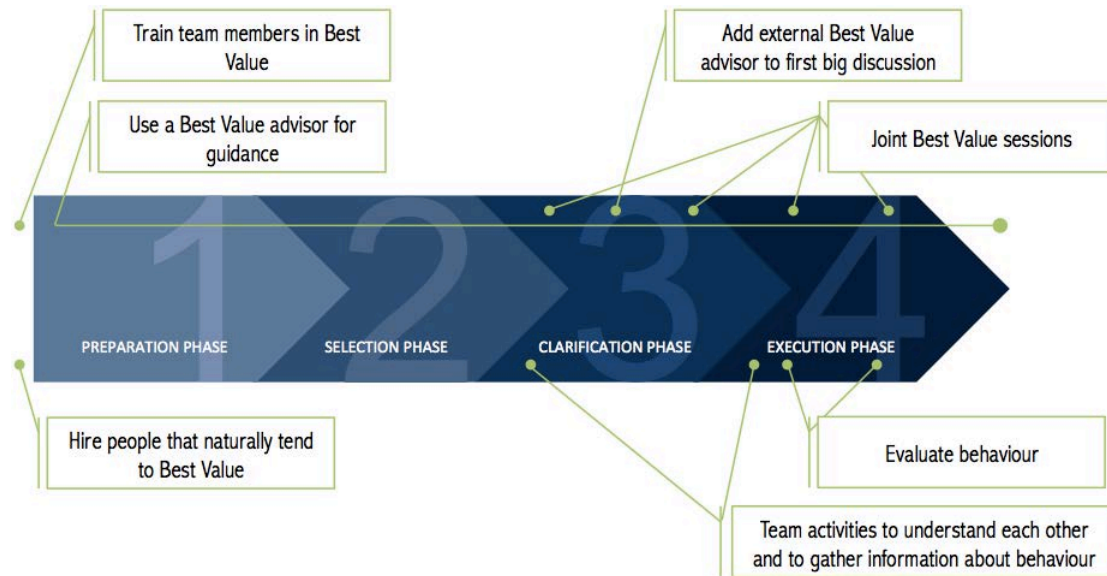 Train team members in Best
Value
Add external Best Value
advisor to first big discussion
Use a Best Value advisor for
guidance
Joint Best Value sessions
1
2
3
4
PREPARATION PHASE
SELECTION PHASE
CLARIFICATION PHASE
EXECUTION PHASE
Hire people that naturally tend
to Best Value
Evaluate behaviour
Team activities to understand each other
and to gather information about behaviour